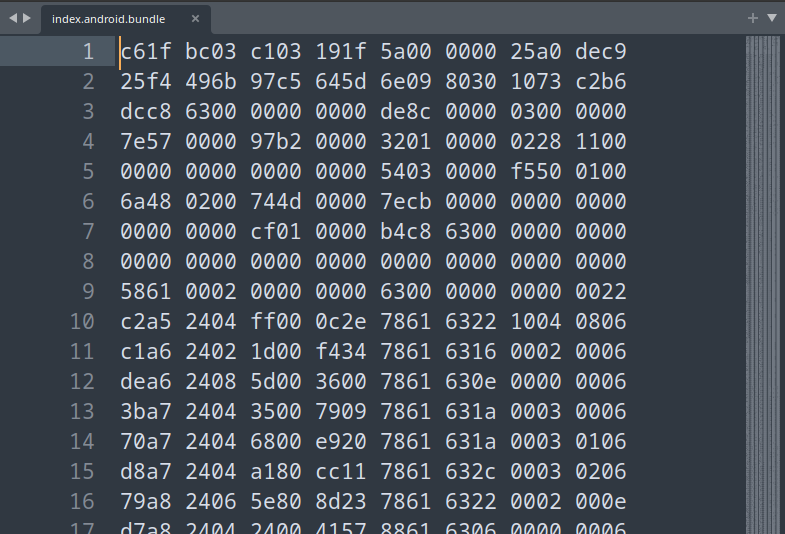 index.android.bundle ×
1 c61f bc03 c103 191f 5a00 0000 25a0 dec9
2 25f4 496b 97c5 645d 6e09 8030 1073 c2b6
3 dcc8 6300 0000 0000 de8c 0000 0300 0000
4 7e57 0000 97b2 0000 3201 0000 0228 1100
5 0000 0000 0000 0000 5403 0000 f550 0100
6 6a48 0200 744d 0000 7ecb 0000 0000 0000
7 0000 0000 cf01 0000 b4c8 6300 0000 0000
8 0000 0000 0000 0000 0000 0000 0000 0000
9 5861 0002 0000 0000 6300 0000 0000 0022
10 c2a5 2404 ff00 0c2e 7861 6322 1004 0806
11 c1a6 2402 1d00 f434 7861 6316 0002 0006
12 dea6 2408 5d00 3600 7861 630e 0000 0006
13 3ba7 2404 3500 7909 7861 631a 0003 0006
14 70a7 2404 6800 e920 7861 631a 0003 0106
15 d8a7 2404 a180 cc11 7861 632c 0003 0206
16 79a8 2406 5e80 8d23 7861 6322 0002 000e
17 d7a8 2404 2400 4157 8861 6306 0000 0006